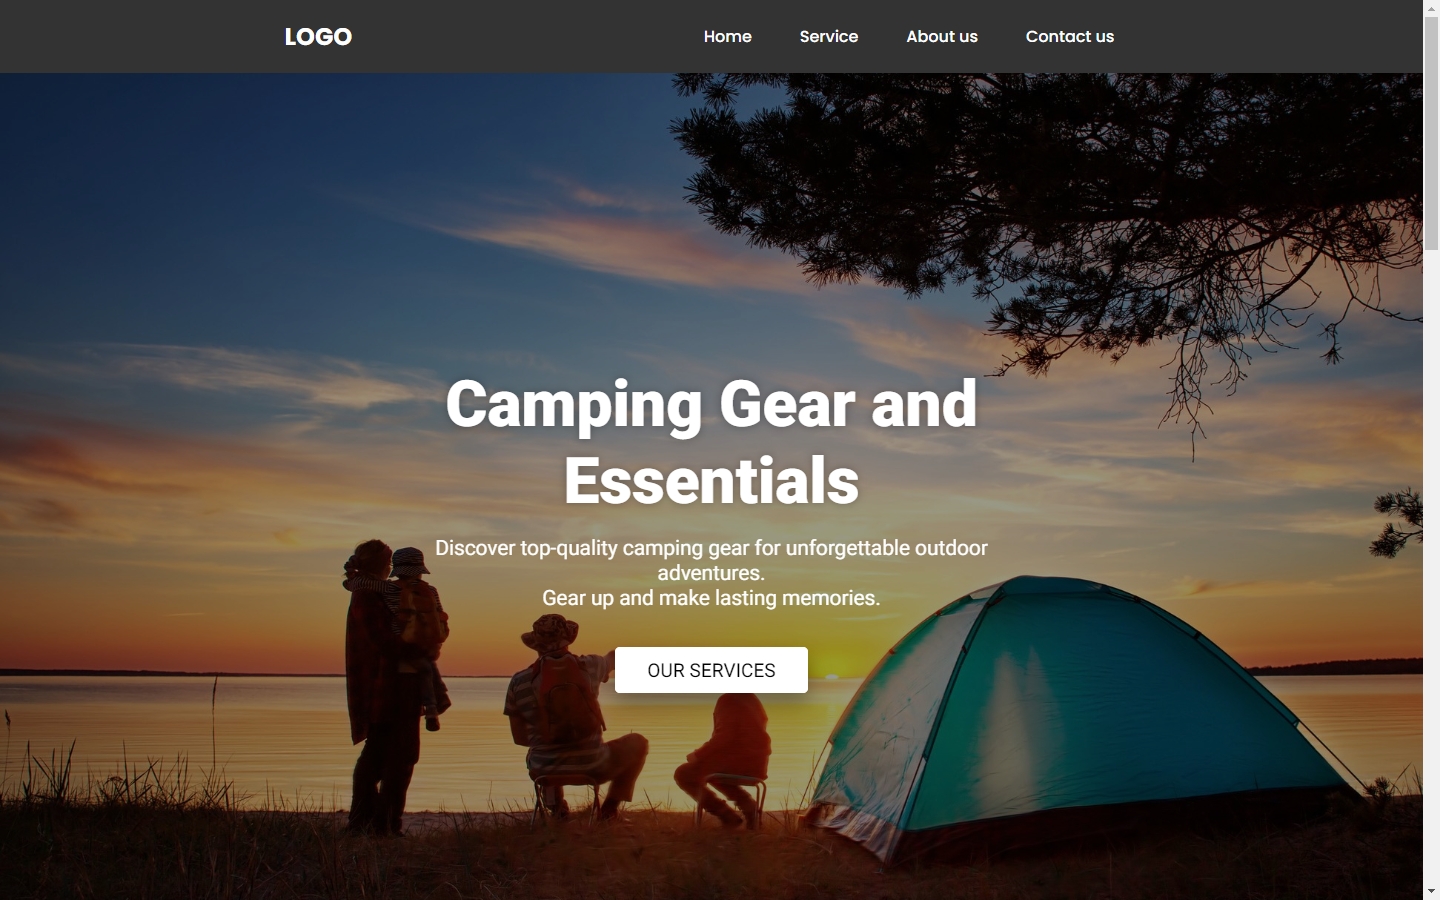 LOGO
Home
Service
About us
Contact us
Camping Gear and
Essentials
Discover top-quality camping gear for unforgettable outdoor
adventures.
Gear up and make lasting memories.
OUR SERVICES